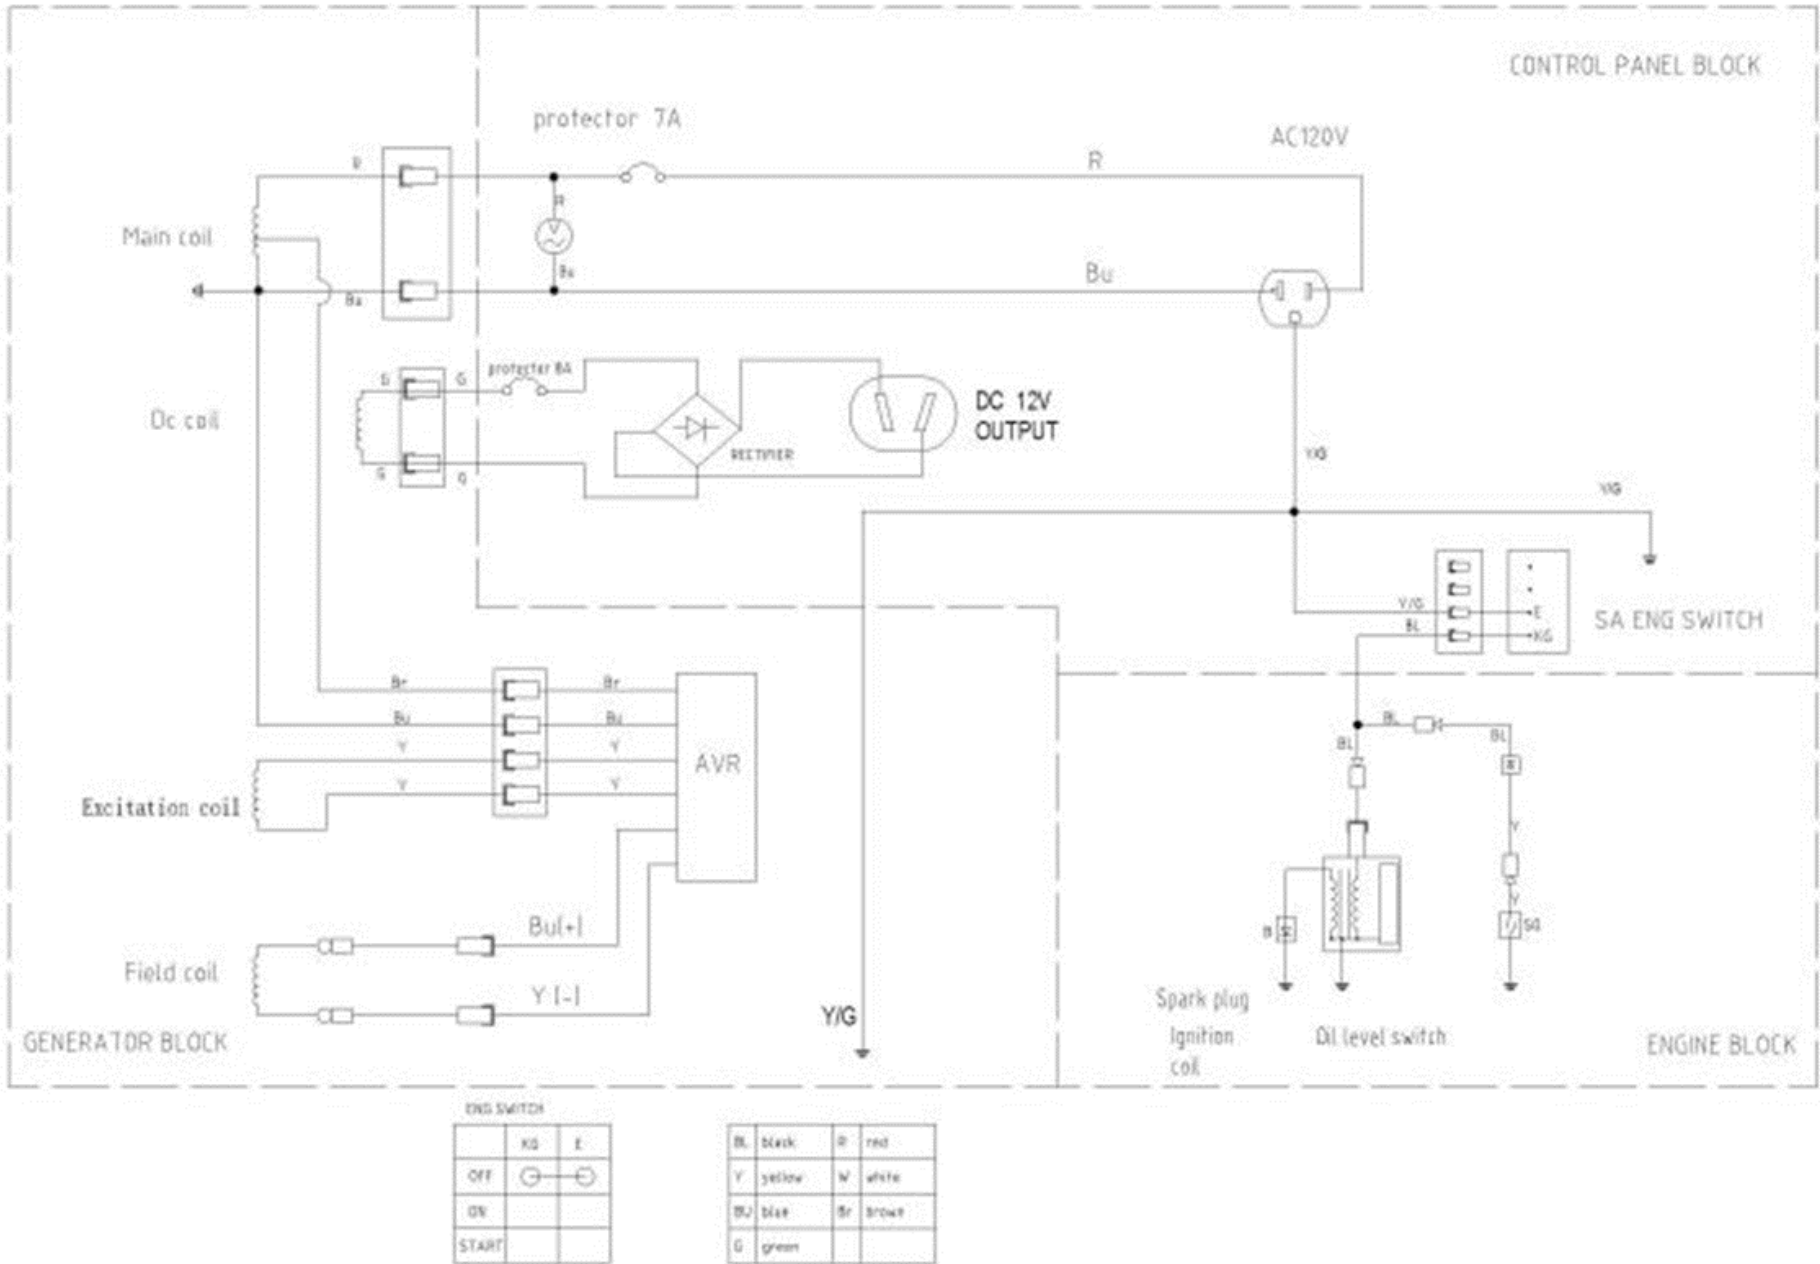 CONTROL PANEL BLOCK
protector 7A
AC120V
R
R
R
Main coil
Bu
Bu
Bu
protector 8A
G
G
Dc coil
DC 12V
OUTPUT
RECTIFIER
G
G
Y/G
Y/G
Y/G
E
BL
KG
SA ENG SWITCH
Br
Br
Bu
Bu
Y
Y
Y
Y
AVR
Excitation coil
BL
BL
BL
Y
Y
SQ
B
Bu(+)
Field coil
Y (-)
Y/G
GENERATOR BLOCK
Spark plug
Ignition
coil
Oil level switch
ENGINE BLOCK
ENG SWITCH
KG E
OFF
ON
START
BL black R red
Y yellow W white
BU blue Br brown
G green